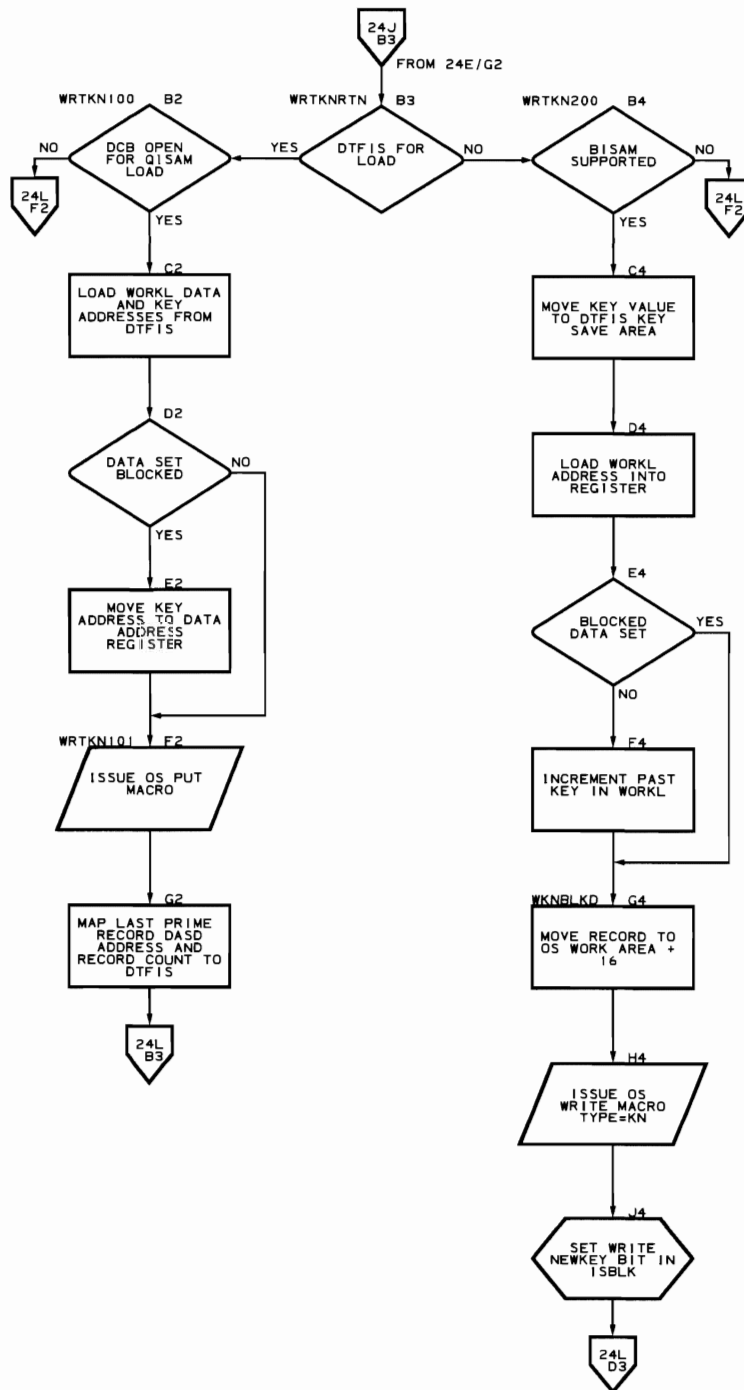 24J
B3
FROM 24E/G2
WRTKN100
B2
WRTKNRTN
B3
WRTKN200
B4
NO
DCB OPEN
FOR QISAM
LOAD
YES
DTFIS FOR
LOAD
NO
BISAM
SUPPORTED
NO
24L
F2
24L
F2
YES
YES
C2
LOAD WORKL DATA
AND KEY
ADDRESSES FROM
DTFIS
C4
MOVE KEY VALUE
TO DTFIS KEY
SAVE AREA
D2
DATA SET
BLOCKED
NO
YES
D4
LOAD WORKL
ADDRESS INTO
REGISTER
E2
MOVE KEY
ADDRESS TO DATA
ADDRESS
REGISTER
E4
BLOCKED
DATA SET
YES
NO
WRTKN101
F2
ISSUE OS PUT
MACRO
F4
INCREMENT PAST
KEY IN WORKL
G2
MAP LAST PRIME
RECORD DASD
ADDRESS AND
RECORD COUNT TO
DTFIS
WKNBLKD
G4
MOVE RECORD TO
OS WORK AREA +
16
24L
B3
H4
ISSUE OS
WRITE MACRO
TYPE=KN
J4
SET WRITE
NEWKEY BIT IN
ISBLK
24L
D3